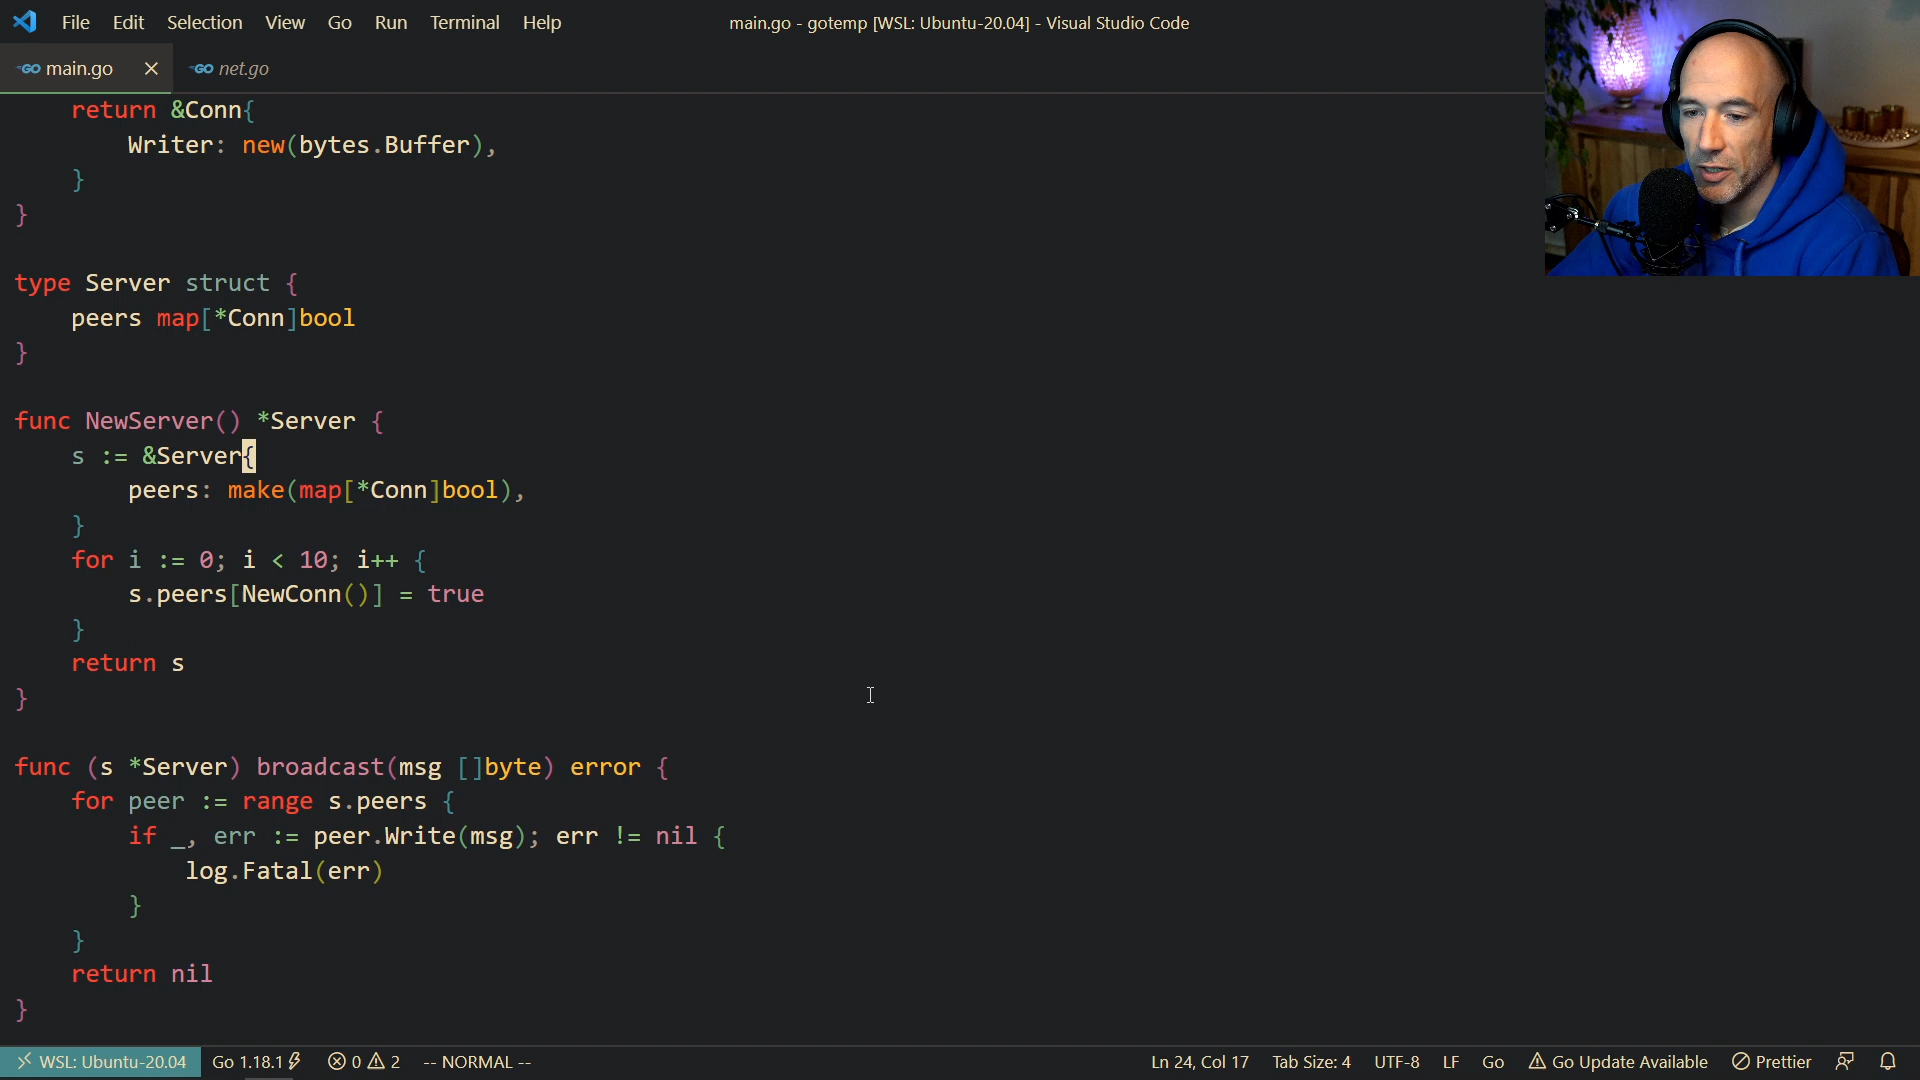 File Edit Selection View Go Run Terminal Help main.go - gotemp [WSL: Ubuntu-20.04] - Visual Studio Code
GO main.go GO net.go
return &Conn{
Writer: new(bytes.Buffer),
}
}
type Server struct {
peers map[*Conn]bool
}
func NewServer() *Server {
s := &Server{
peers: make(map[*Conn]bool),
}
for i := 0; i < 10; i++ {
s.peers[NewConn()] = true
}
return s
}
func (s *Server) broadcast(msg []byte) error {
for peer := range s.peers {
if _, err := peer.Write(msg); err != nil {
log.Fatal(err)
}
}
return nil
}
WSL: Ubuntu-20.04 Go 1.18.1 0 2 -- NORMAL -- Ln 24, Col 17 Tab Size: 4 UTF-8 LF Go Go Update Available Prettier